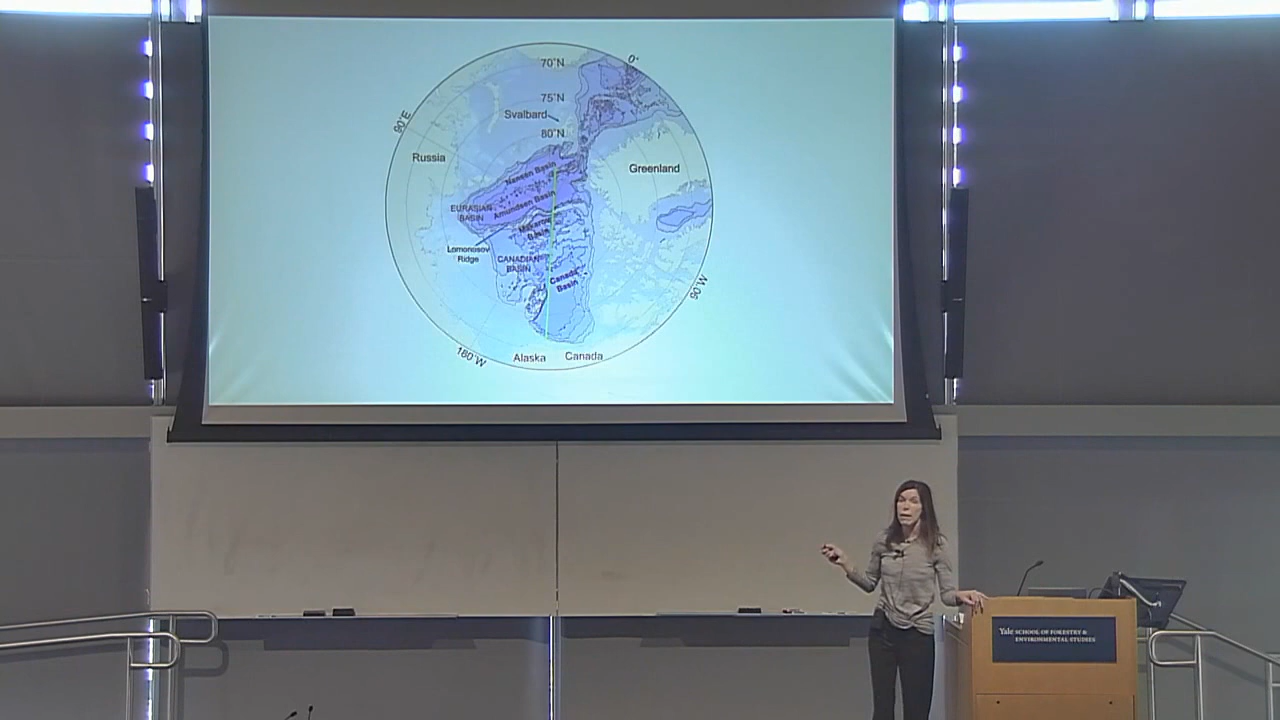 70°N
0°
75°N
Svalbard
80°N
90°E
Russia
Greenland
Nansen Basin
EURASIAN
BASIN
Amundsen Basin
Makarov
Basin
Lomonosov
Ridge
CANADIAN
BASIN
Canada
Basin
90°W
180°W
Alaska
Canada
Yale SCHOOL OF FORESTRY &
ENVIRONMENTAL STUDIES